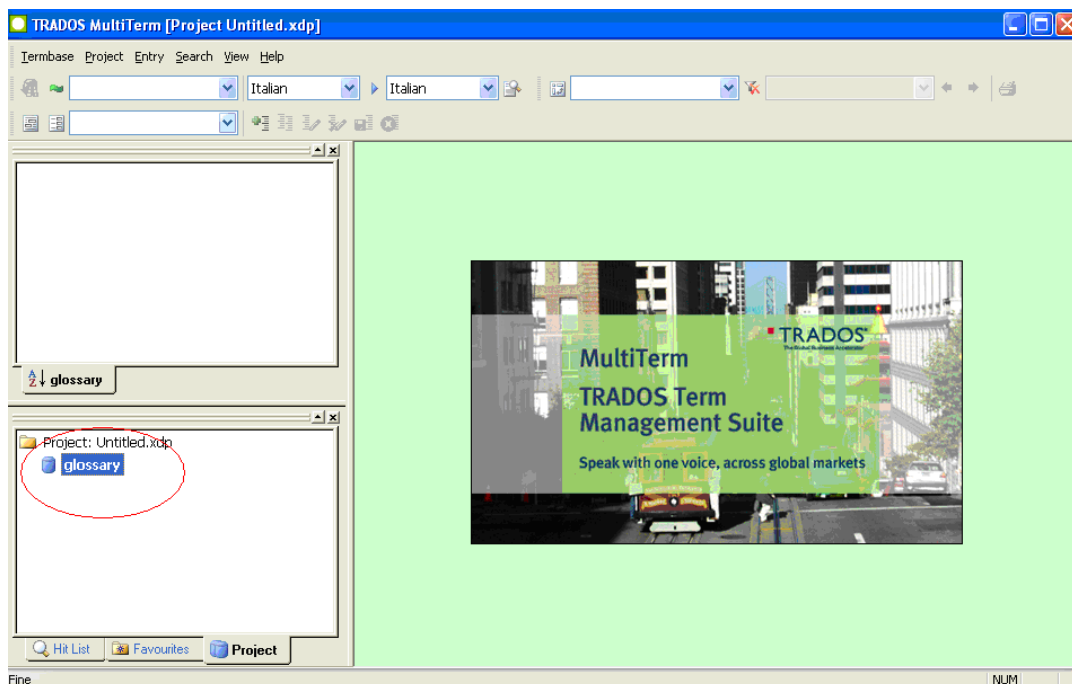 TRADOS MultiTerm [Project Untitled.xdp]
Termbase Project Entry Search View Help
Italian Italian
A Z glossary
Project: Untitled.xdp
glossary
Hit List Favourites Project
TRADOS
MultiTerm
TRADOS Term
Management Suite
Speak with one voice, across global markets
Fine NUM